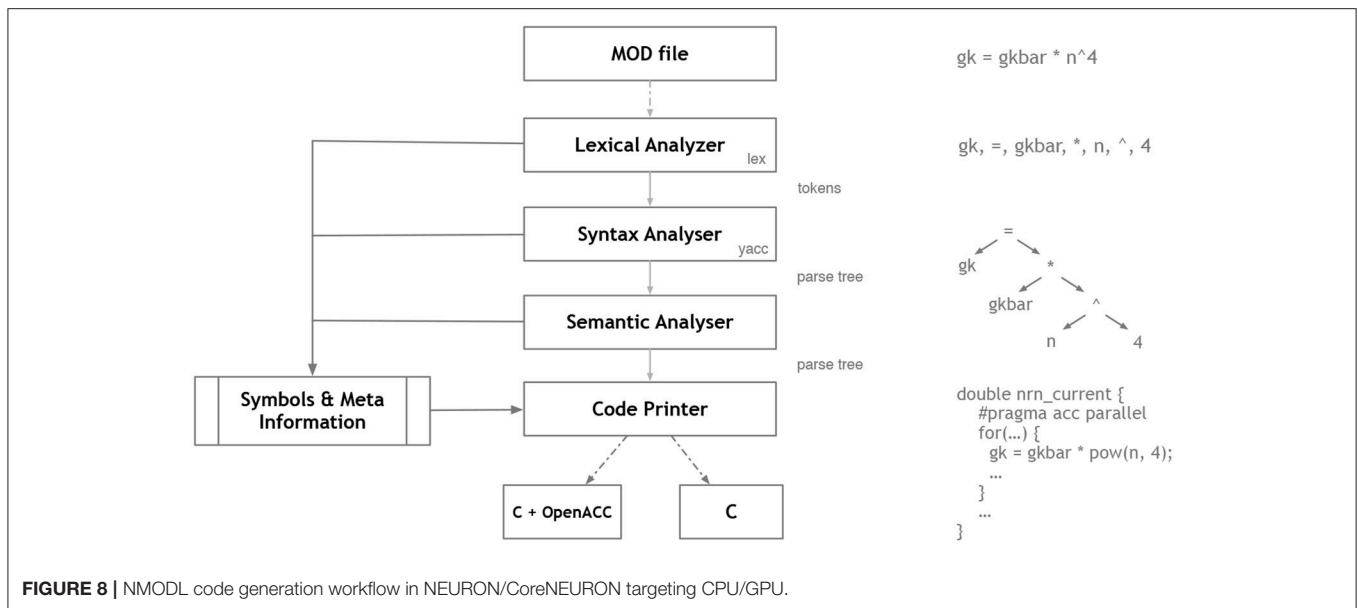 MOD file
gk = gkbar * n^4
Lexical Analyzer
lex
gk, =, gkbar, *, n, ^, 4
tokens
Syntax Analyser
yacc
=
gk
*
gkbar
^
n
4
parse tree
Semantic Analyser
parse tree
Symbols & Meta
Information
Code Printer
double nrn_current {
#pragma acc parallel
for(...) {
gk = gkbar * pow(n, 4);
...
}
...
}
C + OpenACC
C
FIGURE 8 | NMODL code generation workflow in NEURON/CoreNEURON targeting CPU/GPU.